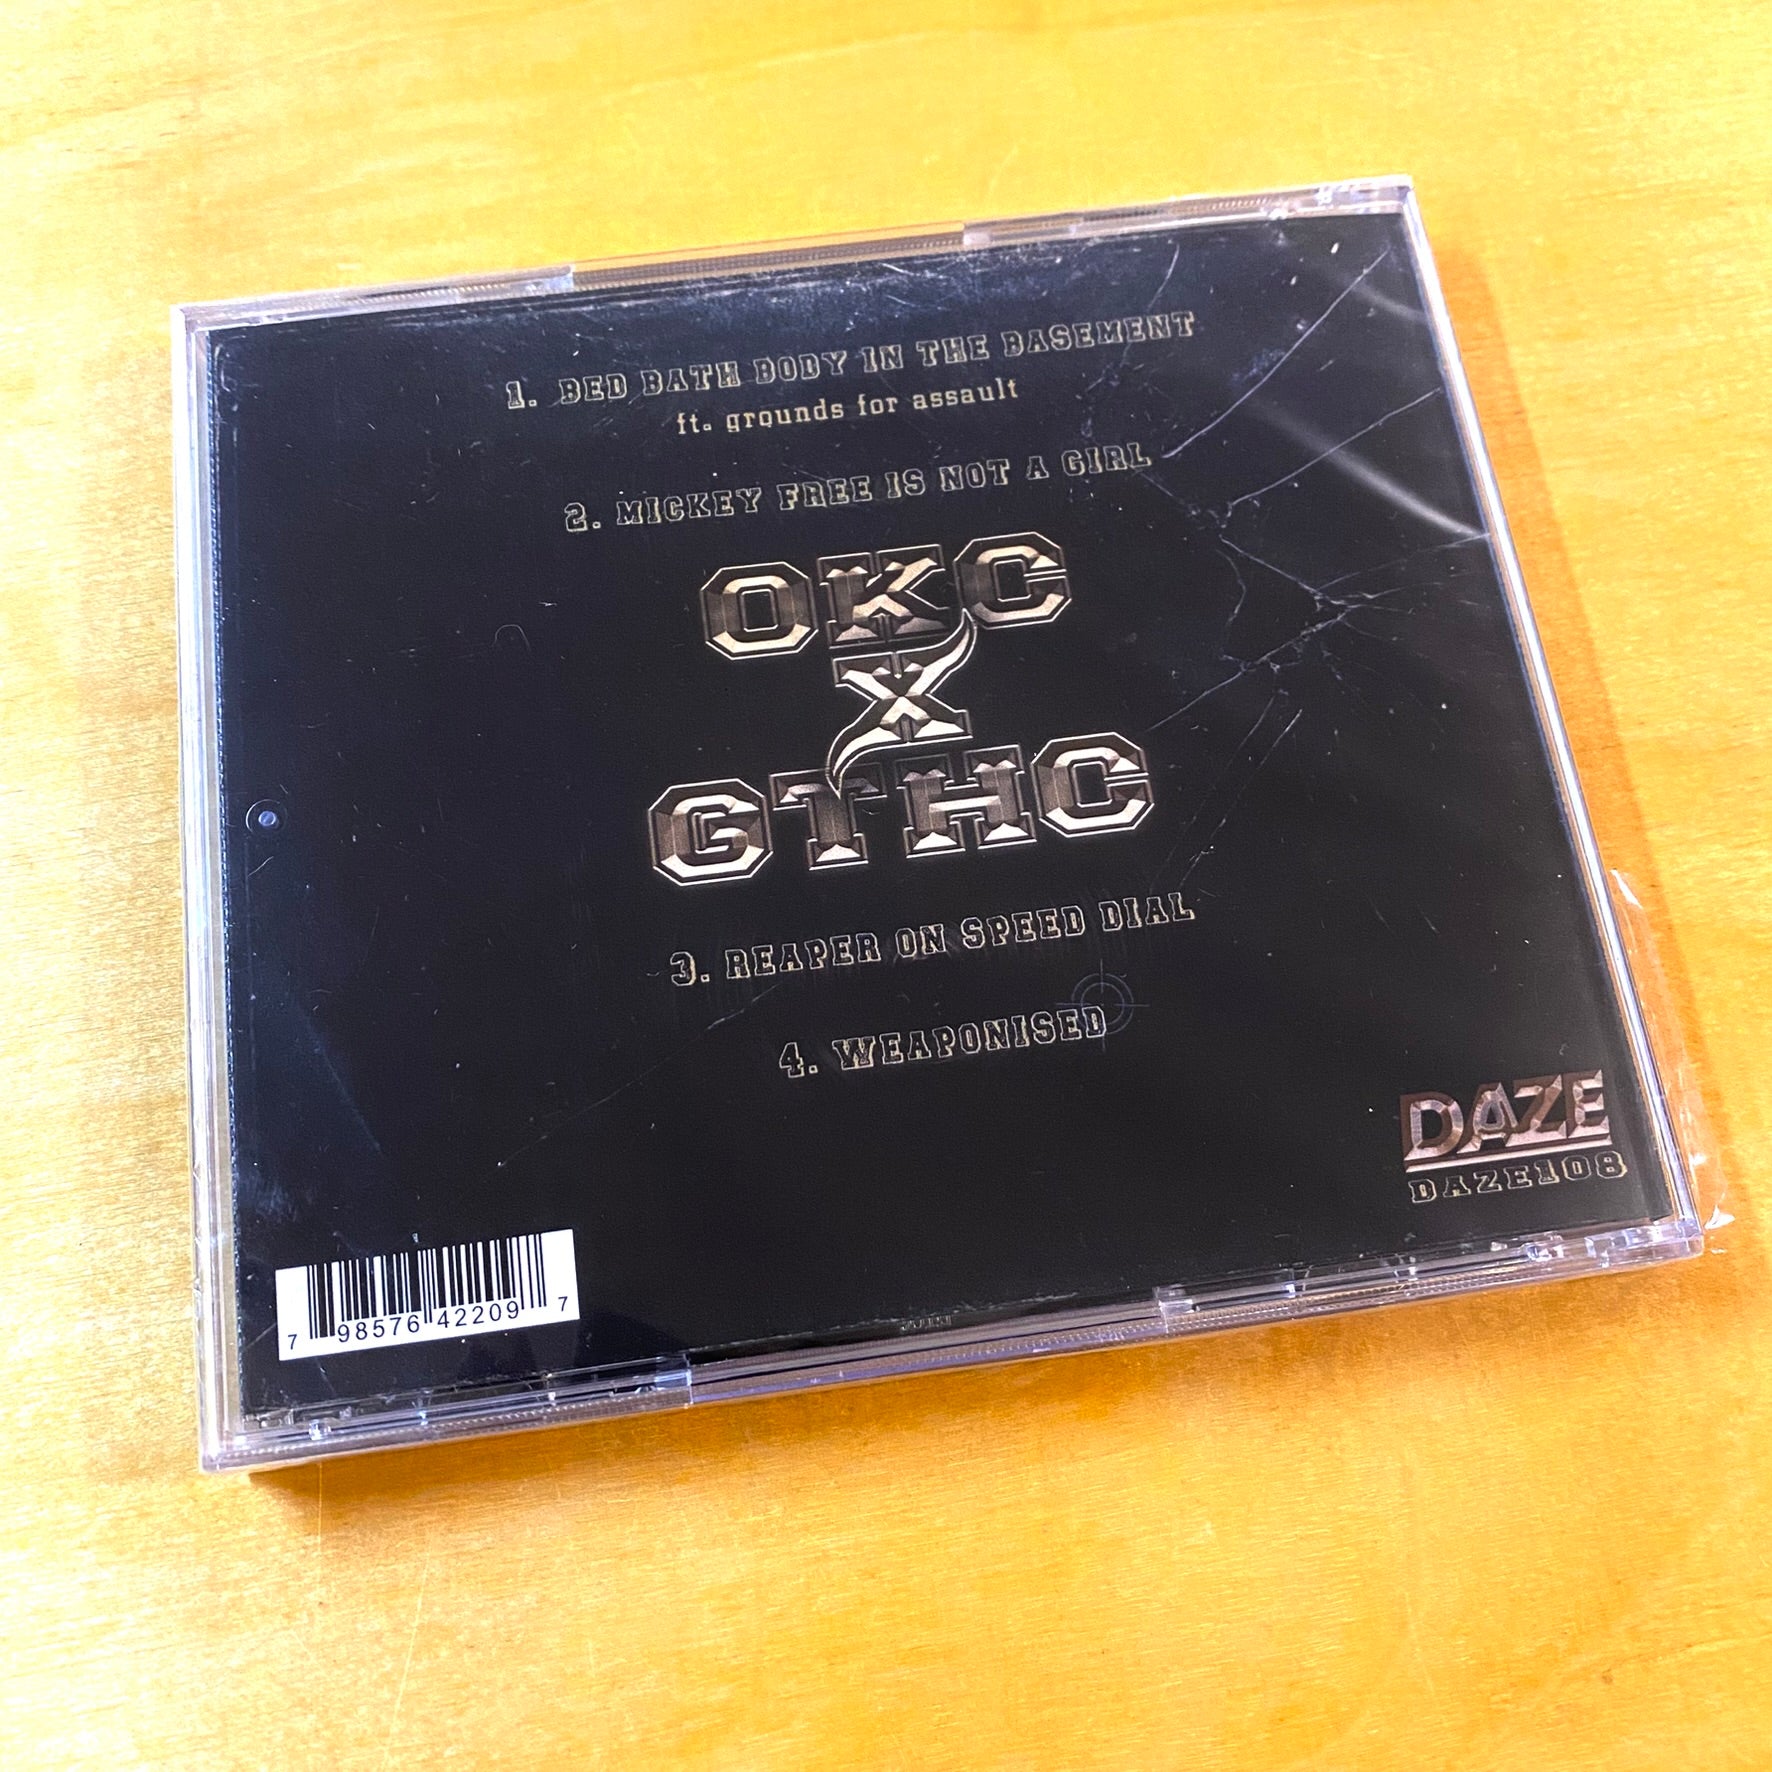 1. BED BATH BODY IN THE BASEMENT
ft. grounds for assault
2. MICKEY FREE IS NOT A GIRL
OKC
X
GTHC
3. REAPER ON SPEED DIAL
4. WEAPONISED
DAZE
DAZE108
7 98576 42209 7